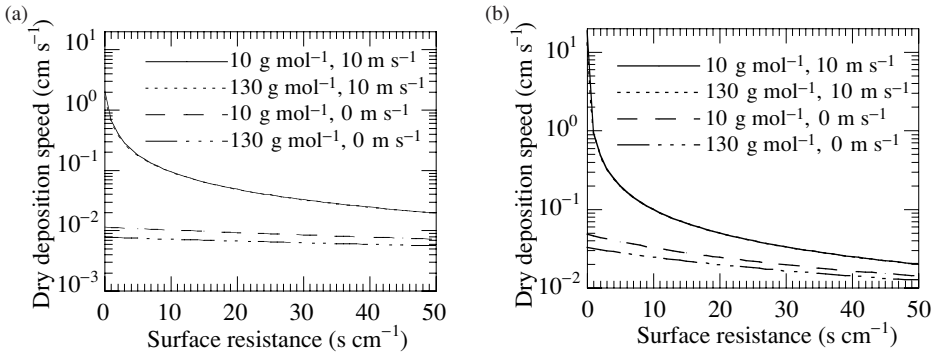 (a)
Dry deposition speed (cm s⁻¹)
10¹
10⁰
10⁻¹
10⁻²
10⁻³
10 g mol⁻¹, 10 m s⁻¹
130 g mol⁻¹, 10 m s⁻¹
10 g mol⁻¹, 0 m s⁻¹
130 g mol⁻¹, 0 m s⁻¹
0 10 20 30 40 50
Surface resistance (s cm⁻¹)
(b)
Dry deposition speed (cm s⁻¹)
10¹
10⁰
10⁻¹
10⁻²
10 g mol⁻¹, 10 m s⁻¹
130 g mol⁻¹, 10 m s⁻¹
10 g mol⁻¹, 0 m s⁻¹
130 g mol⁻¹, 0 m s⁻¹
0 10 20 30 40 50
Surface resistance (s cm⁻¹)